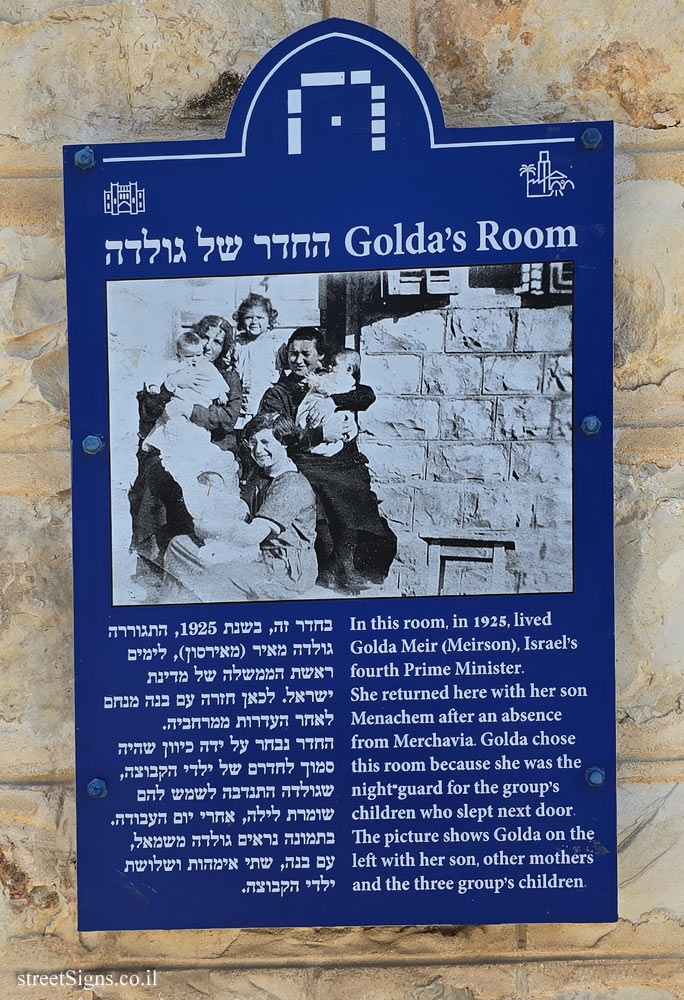 החדר של גולדה
Golda's Room
בחדר זה, בשנת 1925, התגוררה
גולדה מאיר (מאירסון), לימים
ראשת הממשלה של מדינת
ישראל. לכאן חזרה עם בנה מנחם
לאחר העדרות ממרחביה.
החדר נבחר על ידה כיוון שהיה
סמוך לחדרם של ילדי הקבוצה,
שגולדה התנדבה לשמש להם
שומרת לילה, אחרי יום העבודה.
בתמונה נראים גולדה משמאל,
עם בנה, שתי אימהות ושלושת
ילדי הקבוצה.
In this room, in 1925, lived
Golda Meir (Meirson), Israel's
fourth Prime Minister.
She returned here with her son
Menachem after an absence
from Merchavia. Golda chose
this room because she was the
night-guard for the group's
children who slept next door.
The picture shows Golda on the
left with her son, other mothers
and the three group's children.
streetSigns.co.il